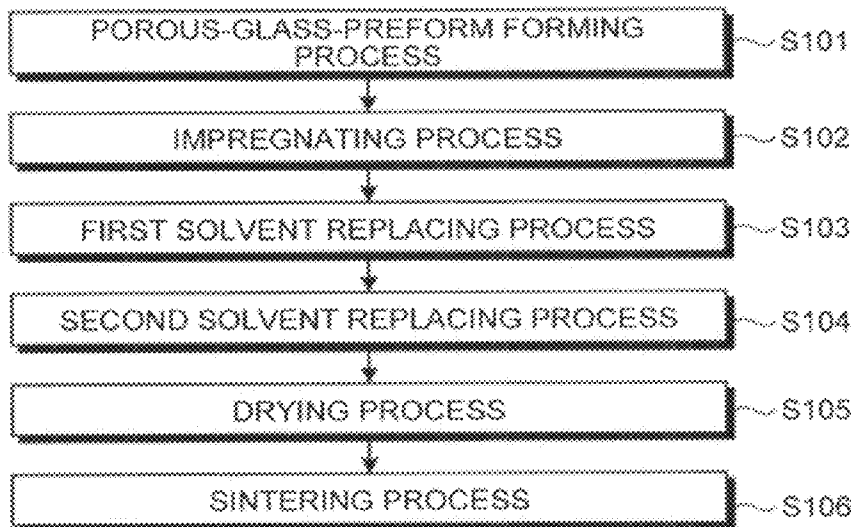 POROUS-GLASS-PREFORM FORMING
PROCESS
S101
IMPREGNATING PROCESS
S102
FIRST SOLVENT REPLACING PROCESS
S103
SECOND SOLVENT REPLACING PROCESS
S104
DRYING PROCESS
S105
SINTERING PROCESS
S106